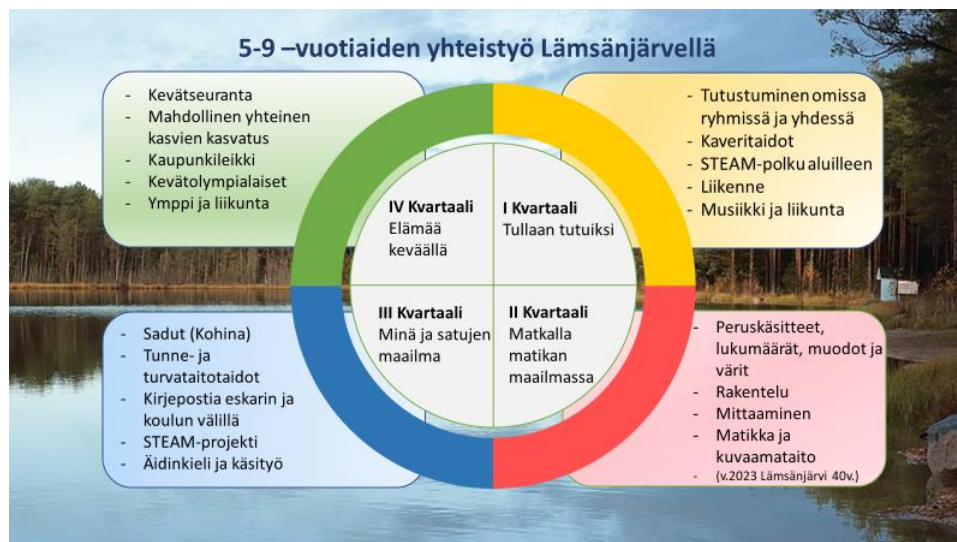 5-9 –vuotiaiden yhteistyö Lämsänjärvellä
- Kevätseuranta
- Mahdollinen yhteinen
kasvien kasvatus
- Kaupunkileikki
- Kevätolympialaiset
- Ymppi ja liikunta
- Tutustuminen omissa
ryhmissä ja yhdessä
- Kaveritaidot
- STEAM-polku aluilleen
- Liikenne
- Musiikki ja liikunta
IV Kvartaali
Elämää
keväällä
I Kvartaali
Tullaan tutuiksi
III Kvartaali
Minä ja satujen
maailma
II Kvartaali
Matkalla
matikan
maailmassa
- Sadut (Kohina)
- Tunne- ja
turvataitotaidot
- Kirjepostia eskarin ja
koulun välillä
- STEAM-projekti
- Äidinkieli ja käsityö
- Peruskäsitteet,
lukumäärät, muodot ja
värit
- Rakentelu
- Mittaaminen
- Matikka ja
kuvaamataito
- (v.2023 Lämsänjärvi 40v.)